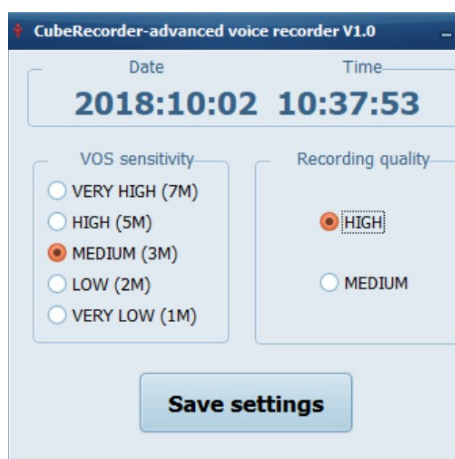 CubeRecorder-advanced voice recorder V1.0
Date Time
2018:10:02 10:37:53
VOS sensitivity
VERY HIGH (7M)
HIGH (5M)
MEDIUM (3M)
LOW (2M)
VERY LOW (1M)
Recording quality
HIGH
MEDIUM
Save settings